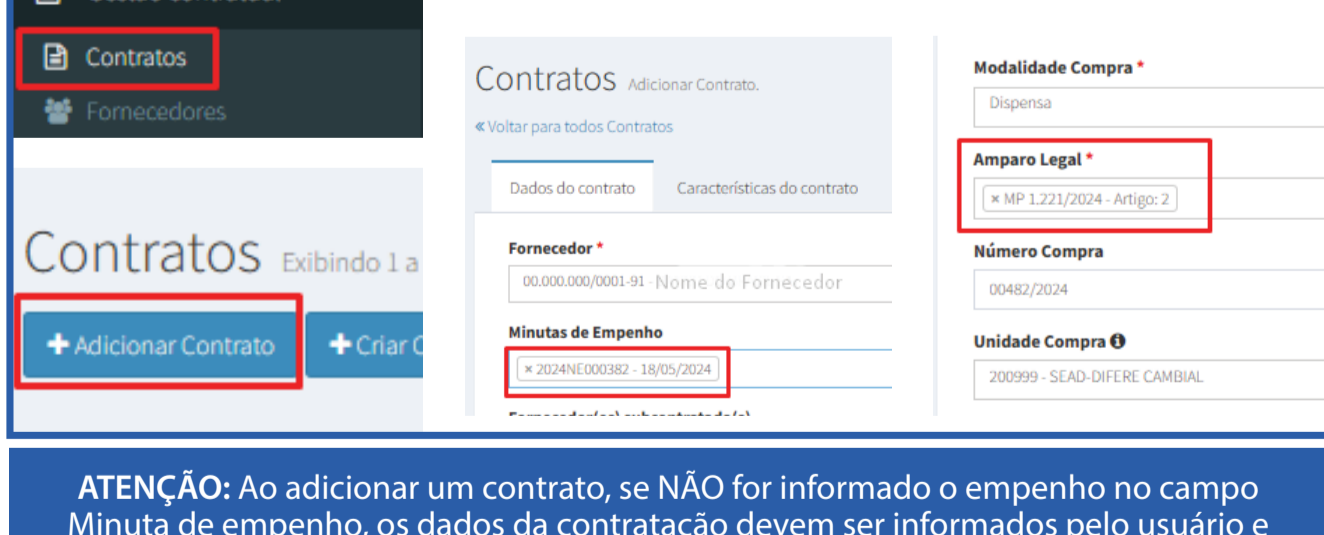 Contratos
Fornecedores
Contratos Exibindo 1 a
+ Adicionar Contrato
+ Criar C
Contratos Adicionar Contrato.
« Voltar para todos Contratos
Dados do contrato
Características do contrato
Fornecedor *
00.000.000/0001-91 - Nome do Fornecedor
Minutas de Empenho
× 2024NE000382 - 18/05/2024
Modalidade Compra *
Dispensa
Amparo Legal *
× MP 1.221/2024 - Artigo: 2
Número Compra
00482/2024
Unidade Compra
200999 - SEAD-DIFERE CAMBIAL
ATENÇÃO: Ao adicionar um contrato, se NÃO for informado o empenho no campo
Minuta de empenho, os dados da contratação devem ser informados pelo usuário e